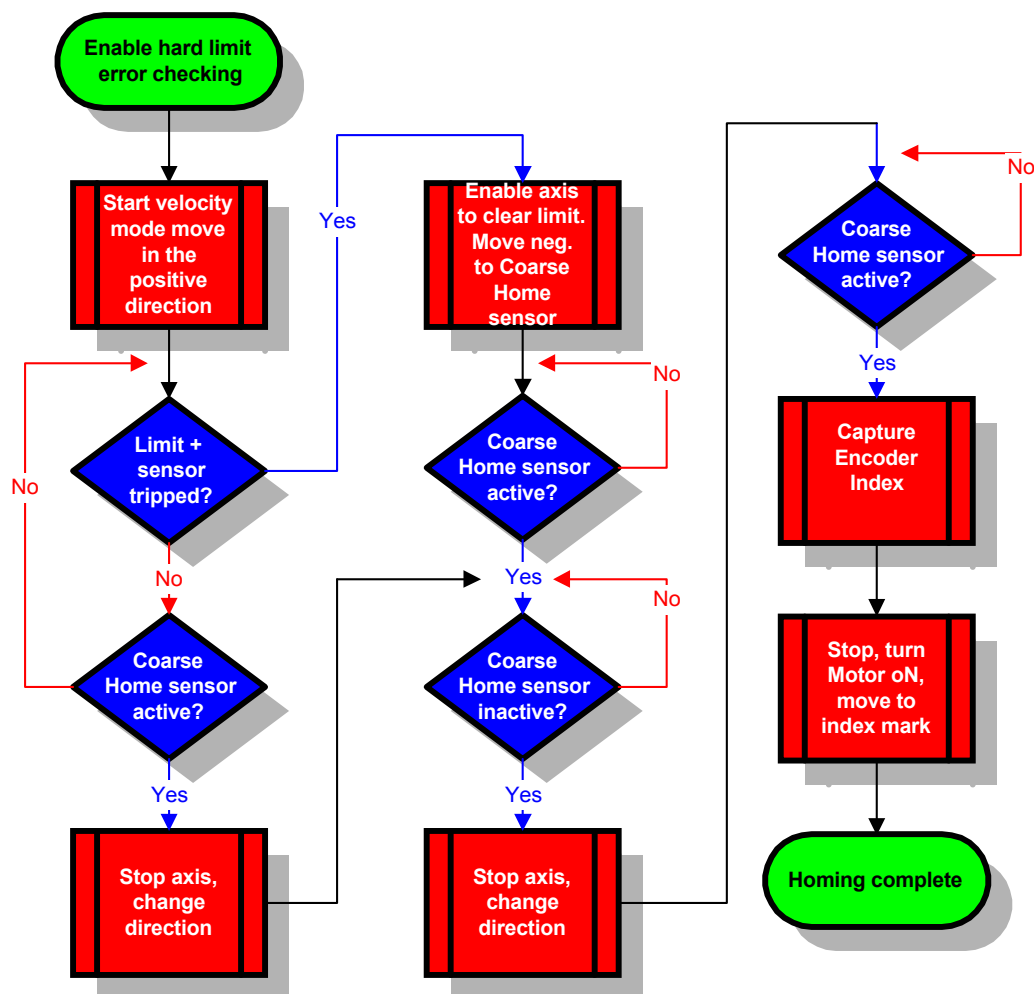 Enable hard limit
error checking
Start velocity
mode move
in the
positive
direction
Limit +
sensor
tripped?
Yes
No
No
Coarse
Home sensor
active?
Yes
Stop axis,
change
direction
Enable axis
to clear limit.
Move neg.
to Coarse
Home
sensor
Coarse
Home sensor
active?
No
Yes
Coarse
Home sensor
inactive?
No
Yes
Stop axis,
change
direction
Coarse
Home sensor
active?
No
Yes
Capture
Encoder
Index
Stop, turn
Motor oN,
move to
index mark
Homing complete